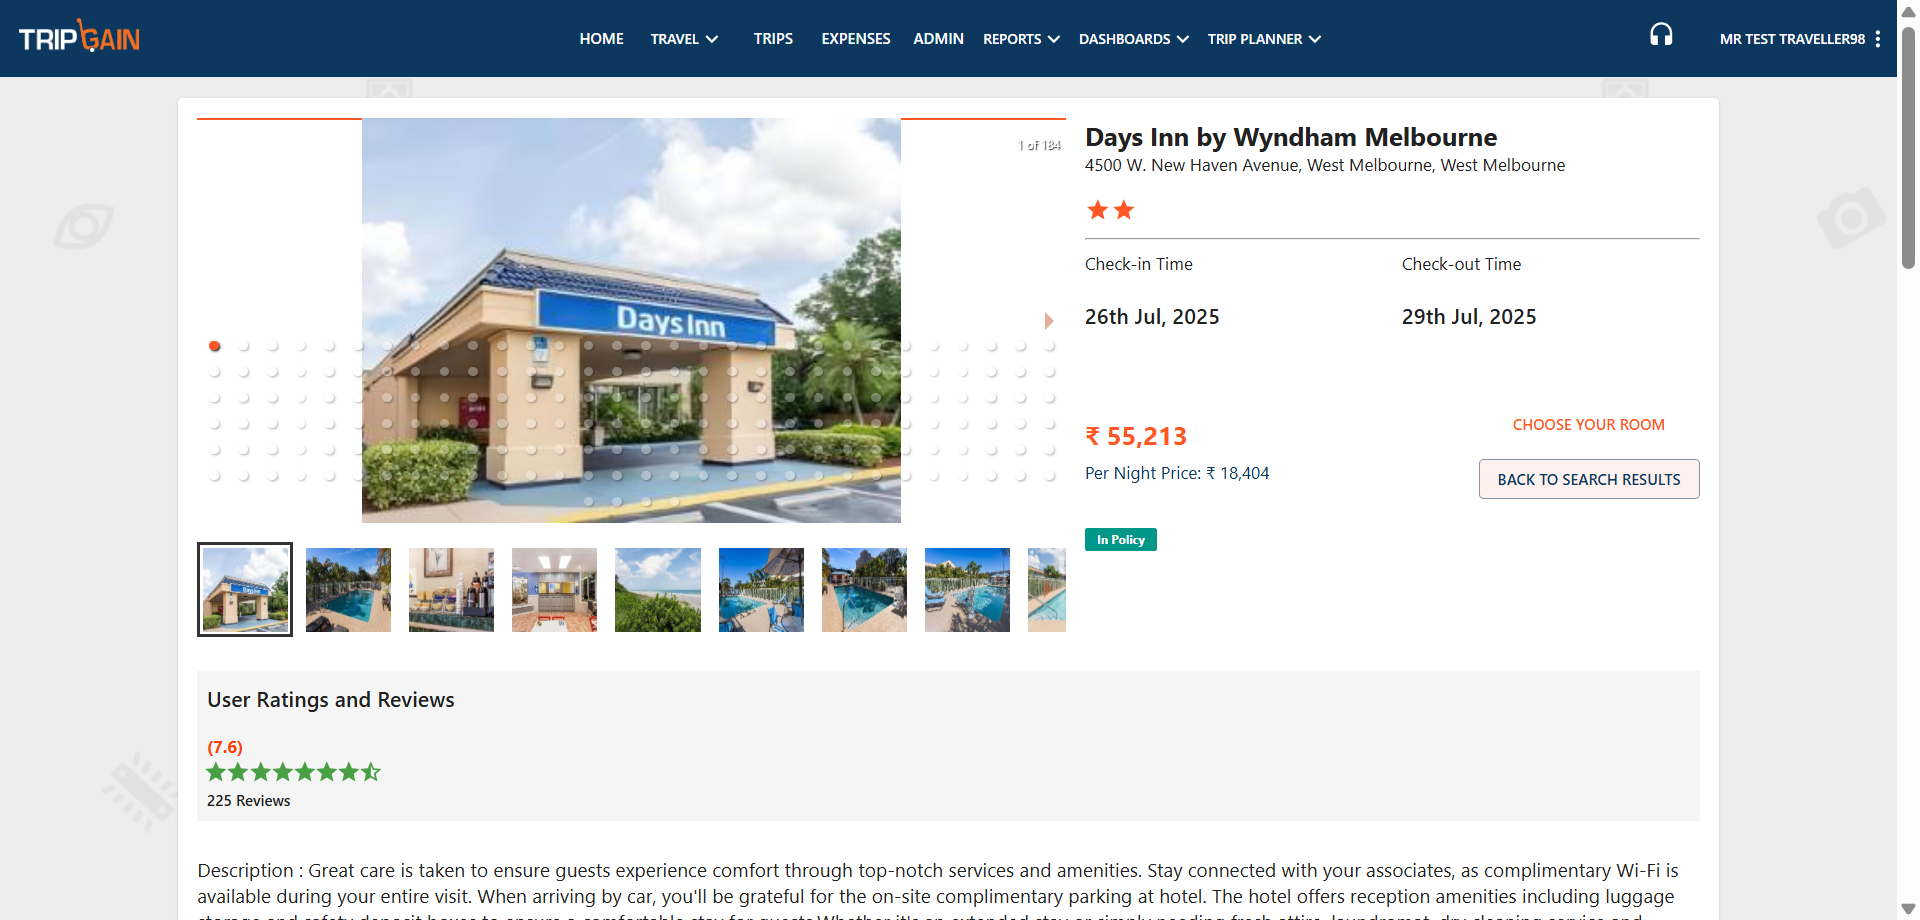 TRIPGAIN
HOME TRAVEL TRIPS EXPENSES ADMIN REPORTS DASHBOARDS TRIP PLANNER
MR TEST TRAVELLER98
1 of 184
Days Inn
Days Inn by Wyndham Melbourne
4500 W. New Haven Avenue, West Melbourne, West Melbourne
Check-in Time
Check-out Time
26th Jul, 2025
29th Jul, 2025
₹ 55,213
Per Night Price: ₹ 18,404
CHOOSE YOUR ROOM
BACK TO SEARCH RESULTS
In Policy
User Ratings and Reviews
(7.6)
225 Reviews
Description : Great care is taken to ensure guests experience comfort through top-notch services and amenities. Stay connected with your associates, as complimentary Wi-Fi is
available during your entire visit. When arriving by car, you'll be grateful for the on-site complimentary parking at hotel. The hotel offers reception amenities including luggage